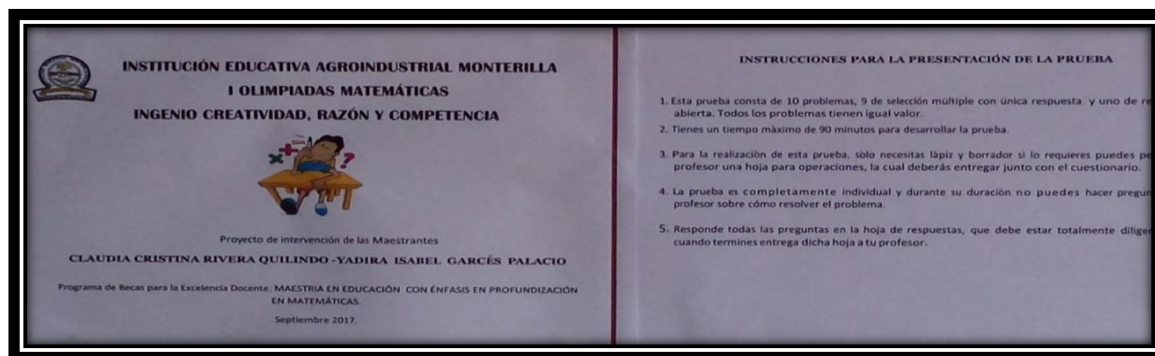 INSTITUCIÓN EDUCATIVA AGROINDUSTRIAL MONTERILLA
I OLIMPIADAS MATEMÁTICAS
INGENIO CREATIVIDAD, RAZÓN Y COMPETENCIA
Proyecto de intervención de las Maestrantes
CLAUDIA CRISTINA RIVERA QUILINDO -YADIRA ISABEL GARCÉS PALACIO
Programa de Becas para la Excelencia Docente: MAESTRIA EN EDUCACIÓN CON ÉNFASIS EN PROFUNDIZACIÓN
EN MATEMÁTICAS.
Septiembre 2017.
INSTRUCCIONES PARA LA PRESENTACIÓN DE LA PRUEBA
1. Esta prueba consta de 10 problemas, 9 de selección múltiple con única respuesta. y uno de
abierta. Todos los problemas tienen igual valor.
2. Tienes un tiempo màximo de 90 minutos para desarrollar la prueba.
3. Para la realizaciòn de esta prueba, solo necesitas làpiz y borrador si lo requieres puedes
profesor una hoja para operaciones, la cual deberás entregar junto con el cuestionario.
4. La prueba es completamente individual y durante su duraciòn no puedes hacer
profesor sobre cómo resolver el problema.
5. Responde todas las preguntas en la hoja de respuestas, que debe estar totalmente
cuando termines entrega dicha hoja a tu profesor.